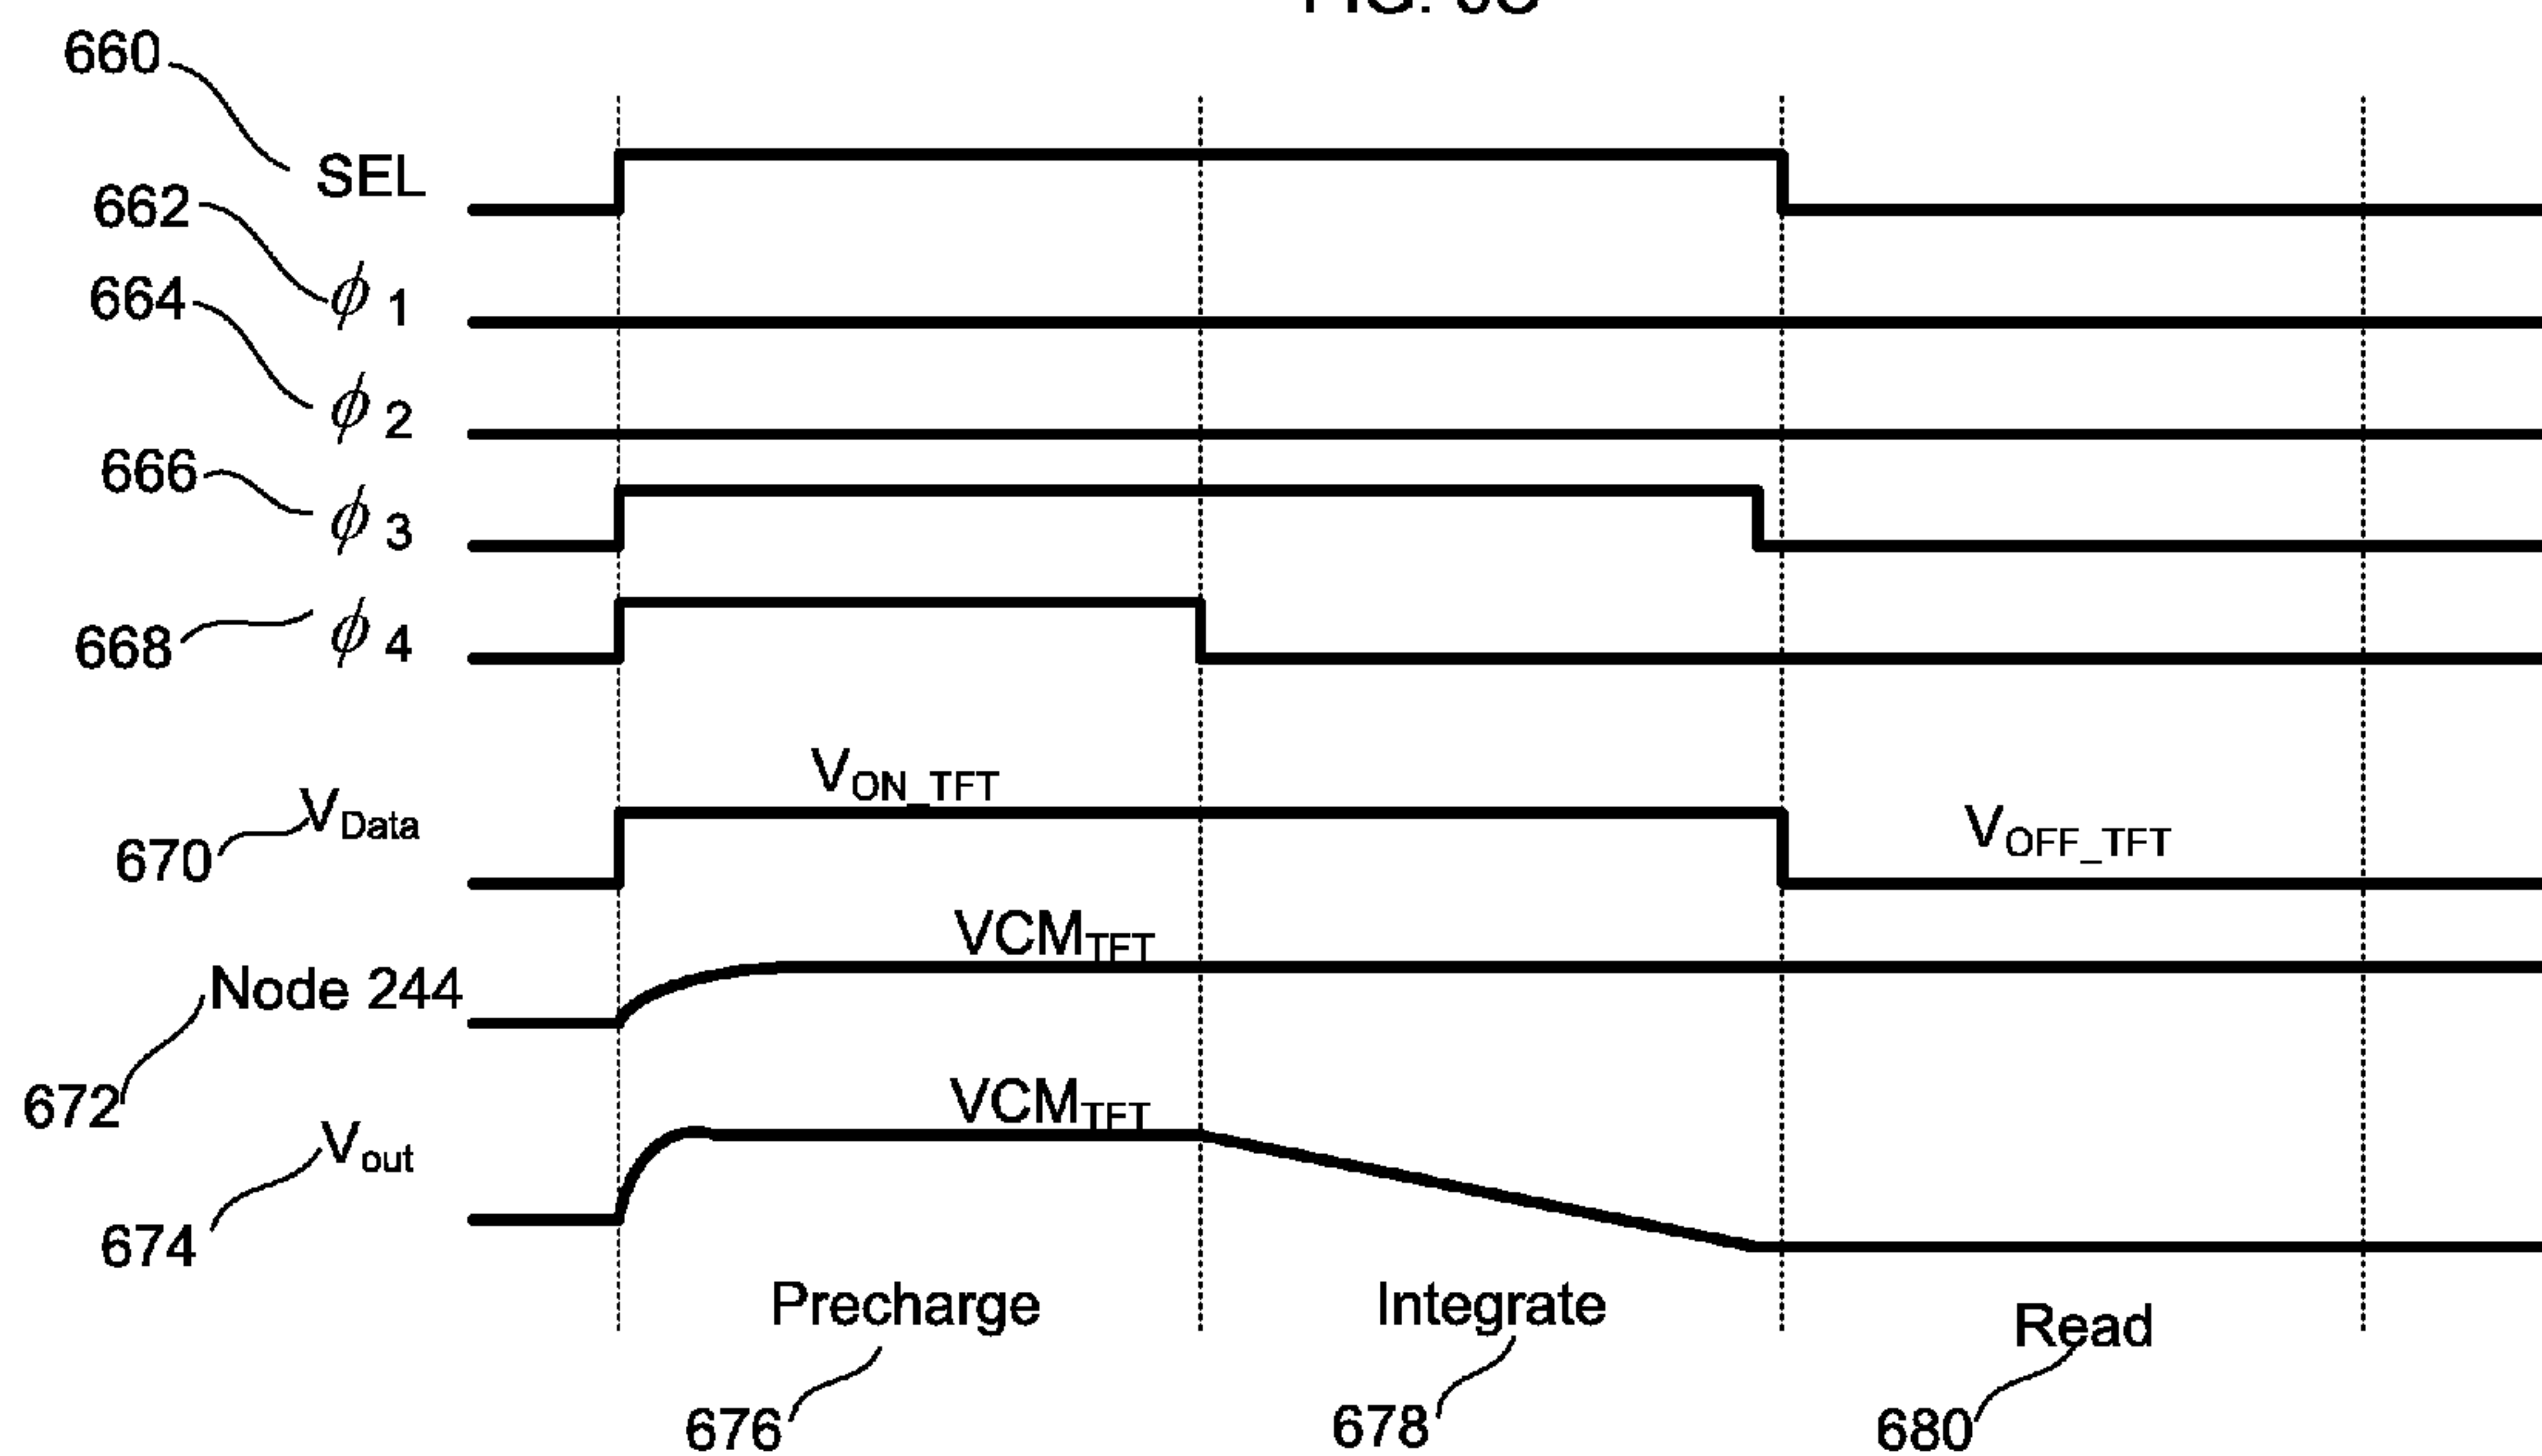 660
SEL
662
ϕ 1
664
ϕ 2
666
ϕ 3
668
ϕ 4
V_ON_TFT
V_Data
670
V_OFF_TFT
VCM_TFT
Node 244
672
VCM_TFT
V_out
674
Precharge
Integrate
Read
676
678
680